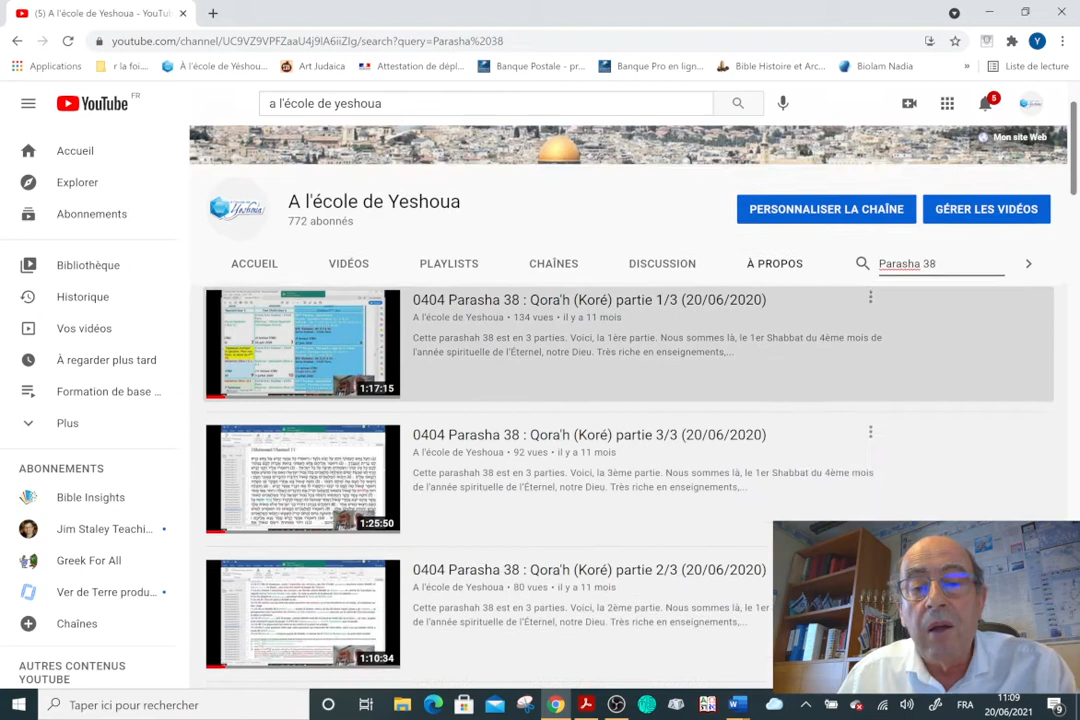 (5) A l'école de Yeshoua - YouTu
youtube.com/channel/UC9VZ9VPFZaaU4j9lA6iiZIg/search?query=Parasha%2038
Y
Applications
r la foi...
À l'école de Yéshou...
Art Judaica
Attestation de dépl...
Banque Postale - pr...
Banque Pro en lign...
Bible Histoire et Arc...
Biolam Nadia
»
Liste de lecture
YouTube FR
a l'école de yeshoua
5
Accueil
Explorer
Abonnements
Bibliothèque
Historique
Vos vidéos
À regarder plus tard
Formation de base ...
Plus
ABONNEMENTS
Bible Insights
Jim Staley Teachi...
Greek For All
Ver de Terre produ...
Chaînes
AUTRES CONTENUS
YOUTUBE
Mon site Web
Yeshoua
A l'école de Yeshoua
772 abonnés
PERSONNALISER LA CHAÎNE
GÉRER LES VIDÉOS
ACCUEIL
VIDÉOS
PLAYLISTS
CHAÎNES
DISCUSSION
À PROPOS
Parasha 38
0404 Parasha 38 : Qora'h (Koré) partie 1/3 (20/06/2020)
A l'école de Yeshoua • 134 vues • il y a 11 mois
Cette parashah 38 est en 3 parties. Voici, la 1ère partie. Nous sommes là, le 1er Shabbat du 4ème mois de
l'année spirituelle de l'Éternel, notre Dieu. Très riche en enseignements,...
1:17:15
0404 Parasha 38 : Qora'h (Koré) partie 3/3 (20/06/2020)
A l'école de Yeshoua • 92 vues • il y a 11 mois
Cette parashah 38 est en 3 parties. Voici, la 3ème partie. Nous sommes là, le 1er Shabbat du 4ème mois
de l'année spirituelle de l'Éternel, notre Dieu. Très riche en enseignements,...
1:25:50
0404 Parasha 38 : Qora'h (Koré) partie 2/3 (20/06/2020)
A l'école de Yeshoua • 80 vues • il y a 11 mois
Cette parashah 38 est en 3 parties. Voici, la 2ème partie. Nous sommes là, le 1er
de l'année spirituelle de l'Éternel, notre Dieu. Très riche en enseignements,...
1:10:34
Taper ici pour rechercher
FRA
11:09
20/06/2021
9